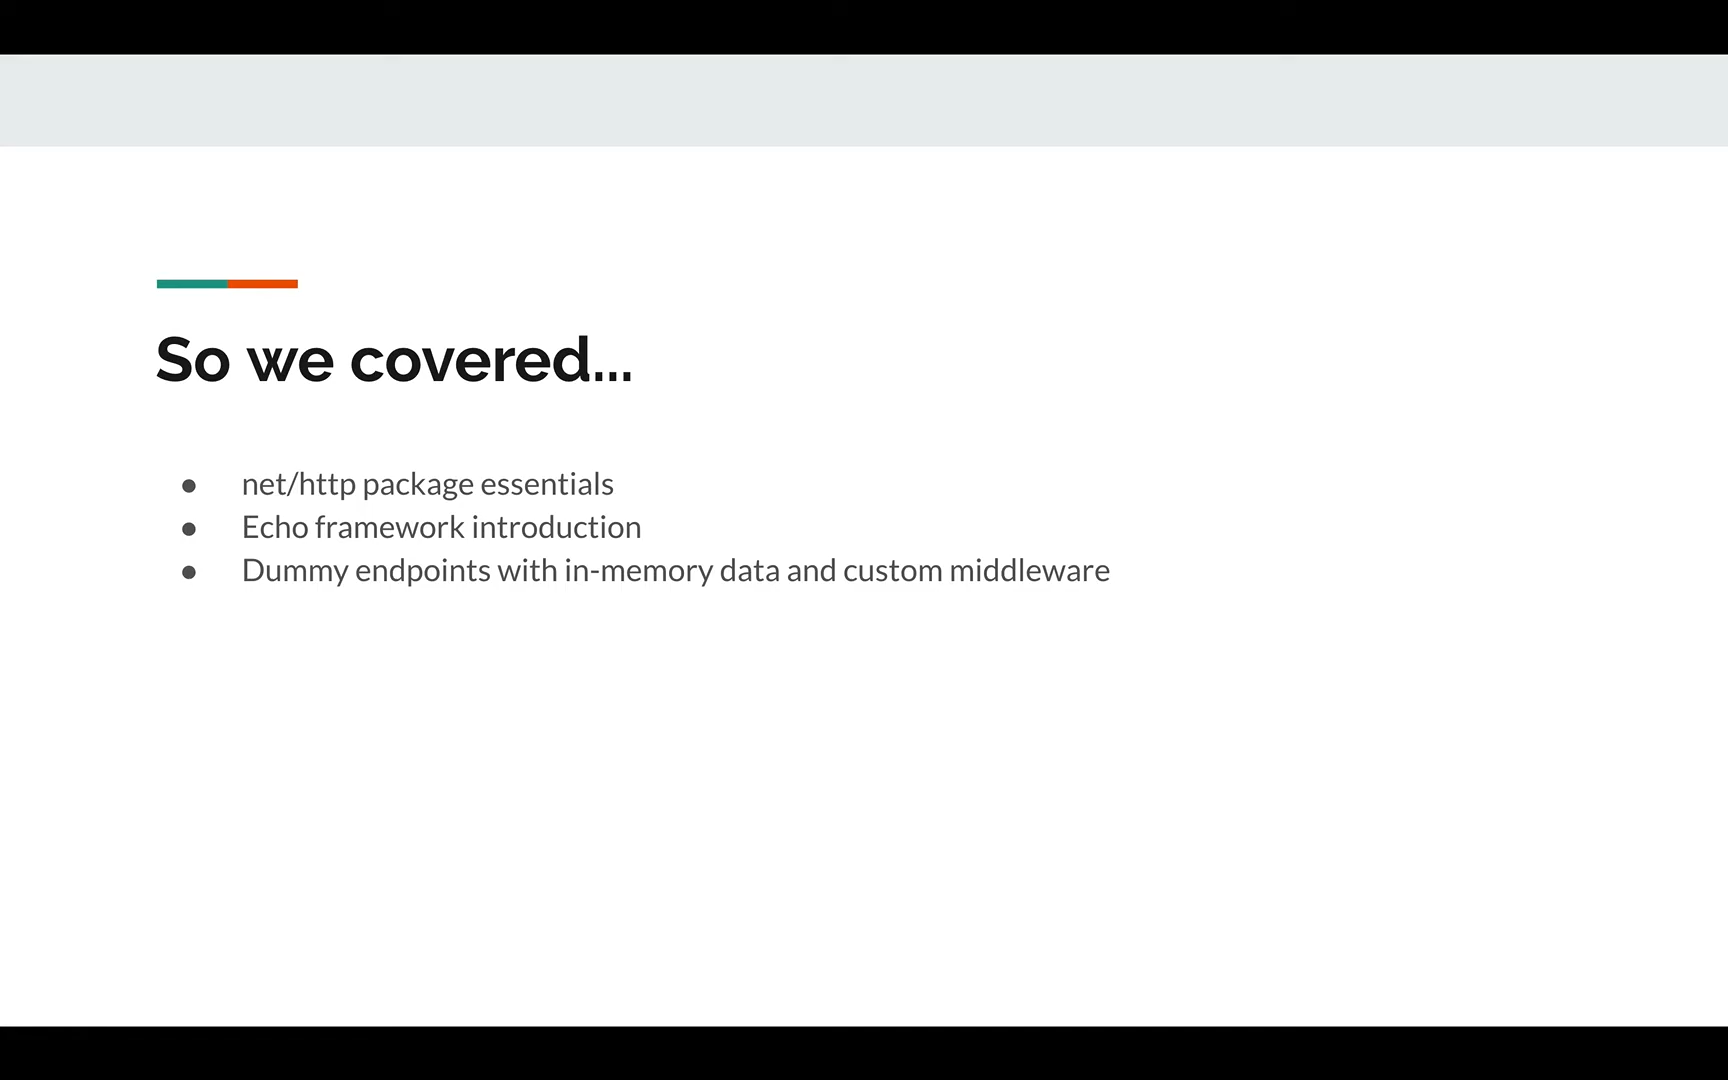 So we covered...
● net/http package essentials
● Echo framework introduction
● Dummy endpoints with in-memory data and custom middleware